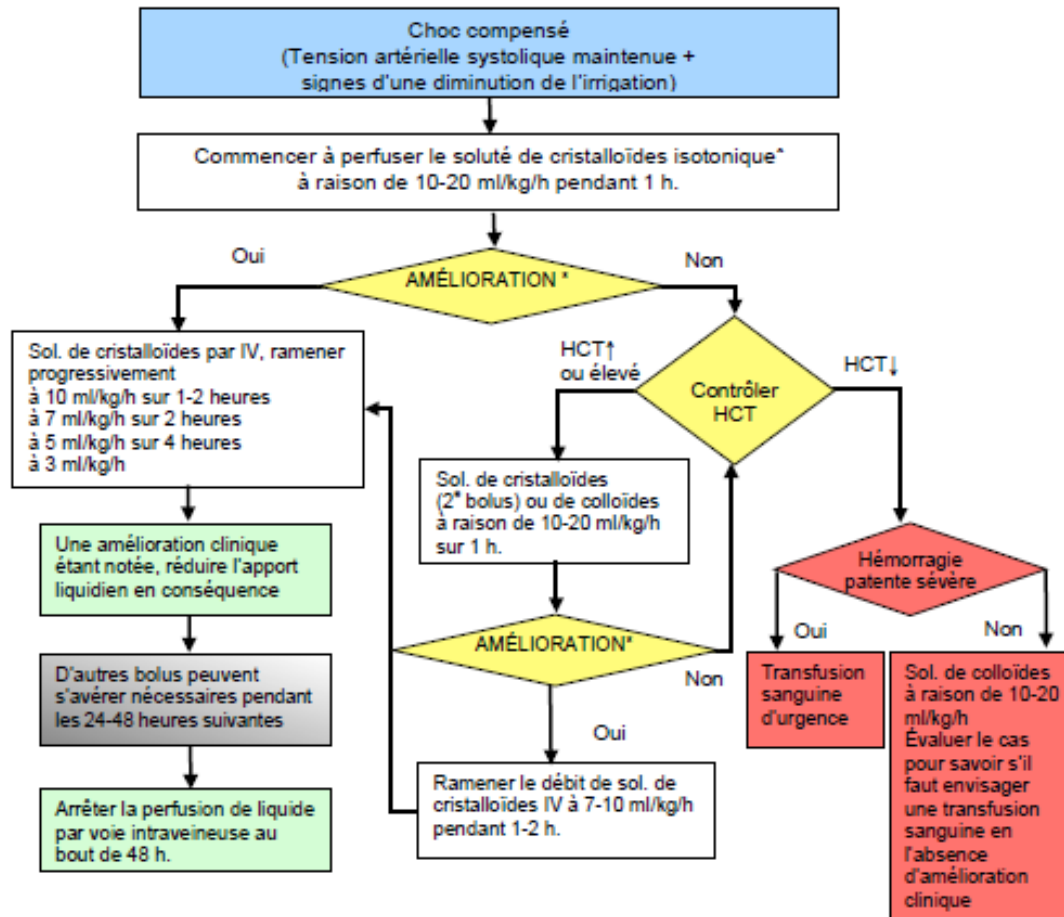 Choc compensé
(Tension artérielle systolique maintenue +
signes d'une diminution de l'irrigation)
Commencer à perfuser le soluté de cristalloïdes isotonique*
à raison de 10-20 ml/kg/h pendant 1 h.
Oui
AMÉLIORATION *
Non
Sol. de cristalloïdes par IV, ramener
progressivement
à 10 ml/kg/h sur 1-2 heures
à 7 ml/kg/h sur 2 heures
à 5 ml/kg/h sur 4 heures
à 3 ml/kg/h
HCT↑
ou élevé
Contrôler
HCT
HCT↓
Sol. de cristalloïdes
(2* bolus) ou de colloïdes
à raison de 10-20 ml/kg/h
sur 1 h.
Une amélioration clinique
étant notée, réduire l'apport
liquidien en conséquence
Hémorragie
patente sévère
AMÉLIORATION*
Non
Oui
Oui
Non
D'autres bolus peuvent
s'avérer nécessaires pendant
les 24-48 heures suivantes
Transfusion
sanguine
d'urgence
Sol. de colloïdes
à raison de 10-20
ml/kg/h
Évaluer le cas
pour savoir s'il
faut envisager
une transfusion
sanguine en
l'absence
d'amélioration
clinique
Ramener le débit de sol. de
cristalloïdes IV à 7-10 ml/kg/h
pendant 1-2 h.
Arrêter la perfusion de liquide
par voie intraveineuse au
bout de 48 h.